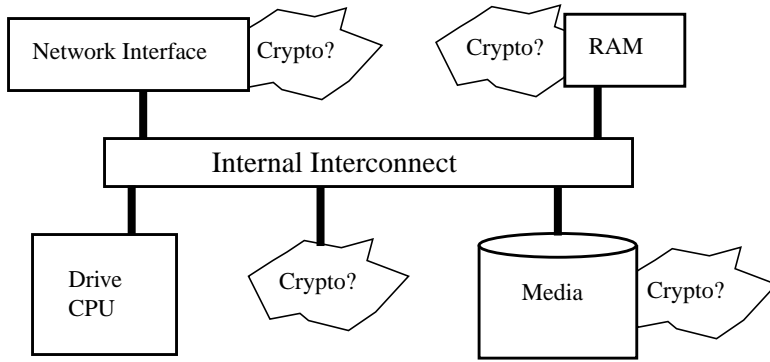 Network Interface
Crypto?
Crypto?
RAM
Internal Interconnect
Drive
CPU
Crypto?
Media
Crypto?